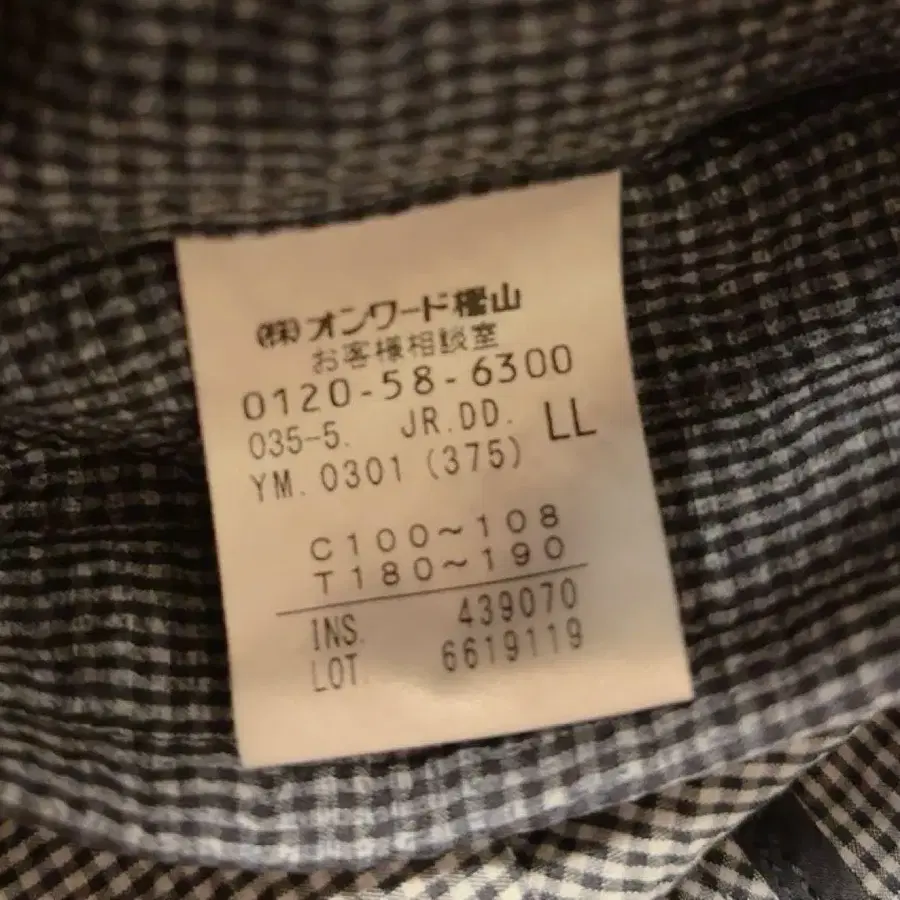 ㈱オンワード樫山
お客様相談室
0120-58-6300
035-5. JR.DD. LL
YM.0301(375)
C100~108
T180~190
INS. 439070
LOT. 6619119